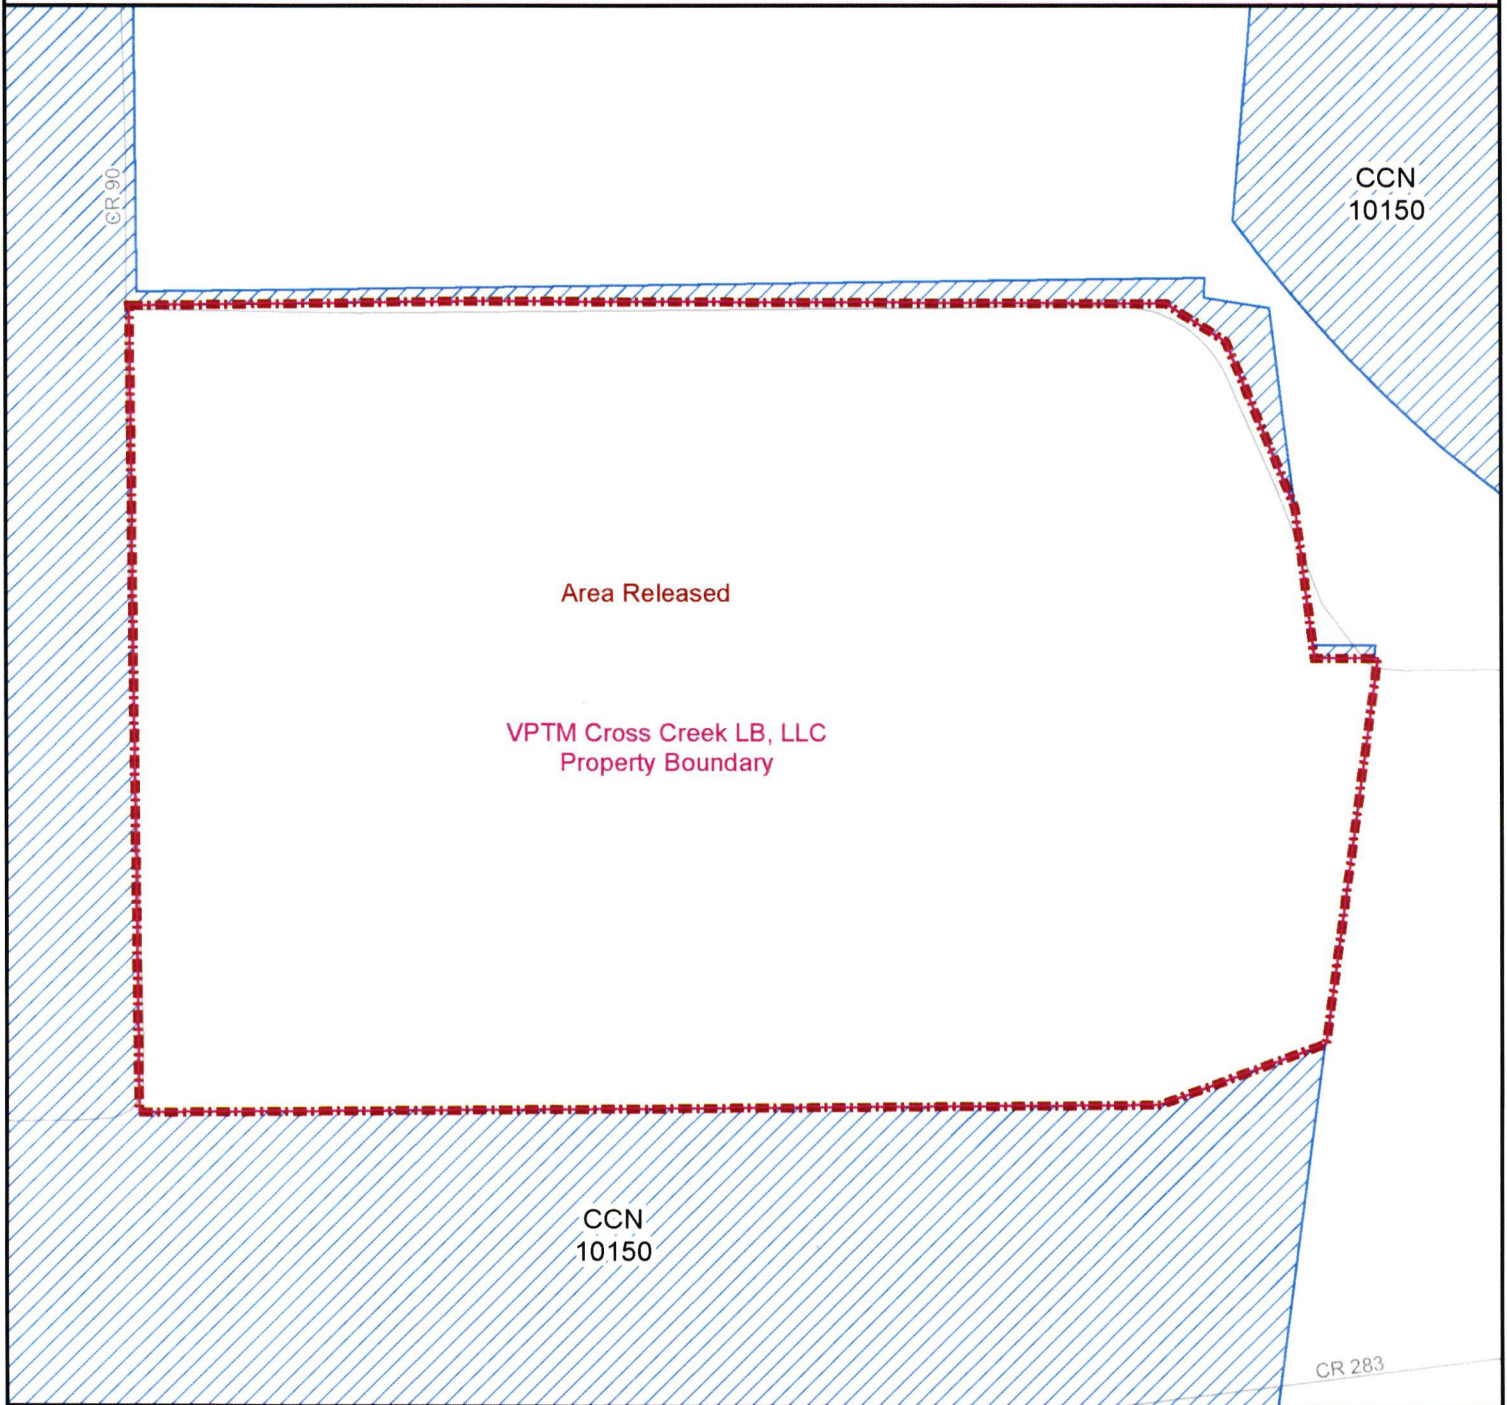 CR 90
CCN
10150
Area Released
VPTM Cross Creek LB, LLC
Property Boundary
CCN
10150
CR 283